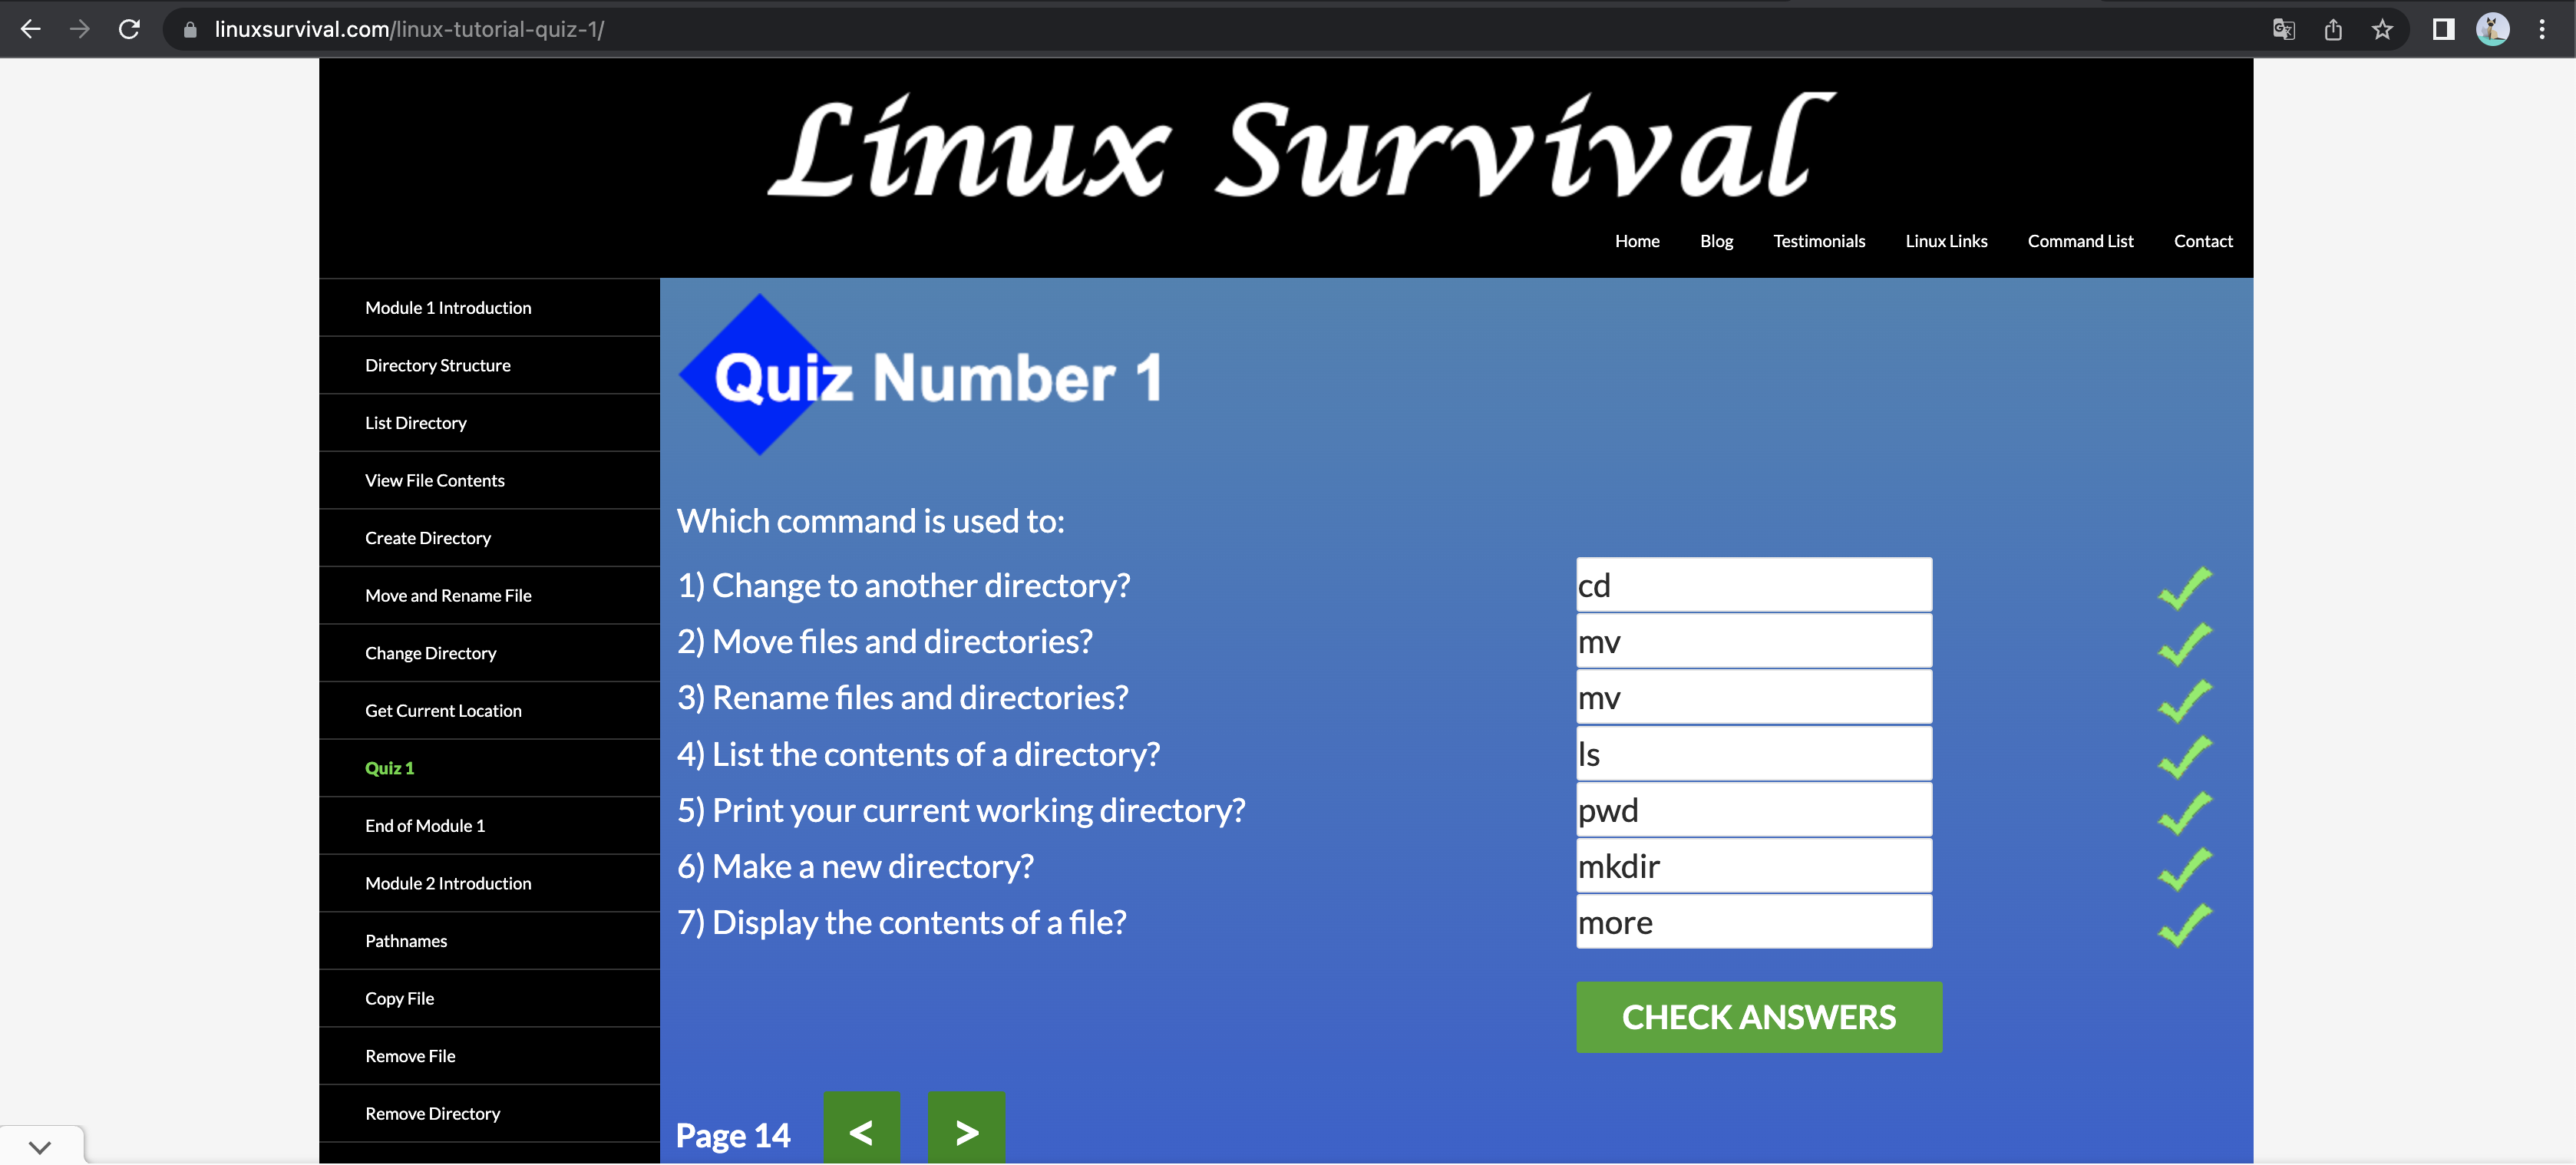 linuxsurvival.com/linux-tutorial-quiz-1/
Linux Survival
Home Blog Testimonials Linux Links Command List Contact
Module 1 Introduction
Directory Structure
List Directory
View File Contents
Create Directory
Move and Rename File
Change Directory
Get Current Location
Quiz 1
End of Module 1
Module 2 Introduction
Pathnames
Copy File
Remove File
Remove Directory
Quiz Number 1
Which command is used to:
1) Change to another directory? cd
2) Move files and directories? mv
3) Rename files and directories? mv
4) List the contents of a directory? ls
5) Print your current working directory? pwd
6) Make a new directory? mkdir
7) Display the contents of a file? more
CHECK ANSWERS
Page 14 < >